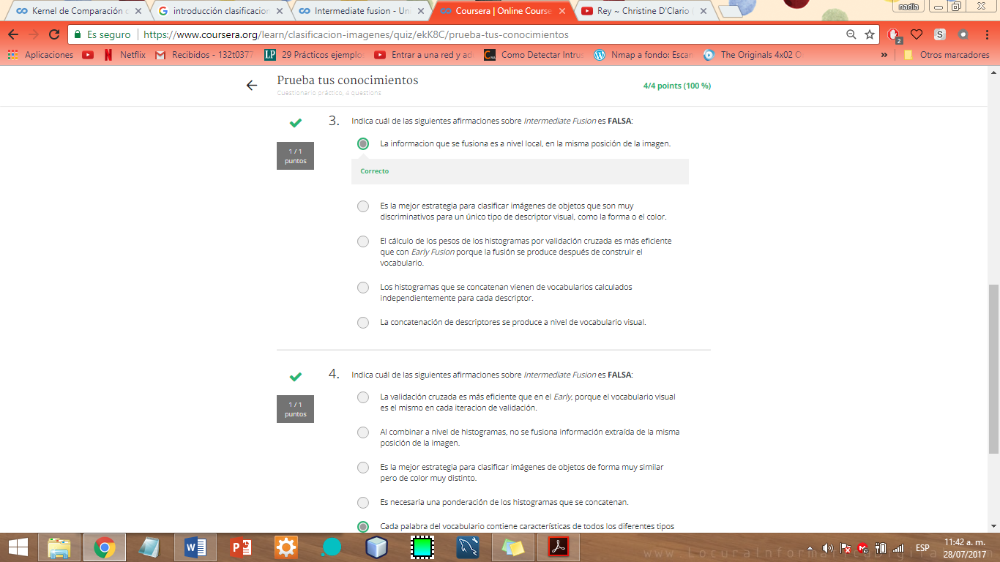 Kernel de Comparación d
introducción clasificacion
Intermediate fusion - Uni
Coursera | Online Course
Rey ~ Christine D'Clario
nadia
Es seguro
https://www.coursera.org/learn/clasificacion-imagenes/quiz/ekK8C/prueba-tus-conocimientos
2
Aplicaciones
Netflix
Recibidos - 132t0377
29 Prácticos ejemplo
Entrar a una red y ad
Como Detectar Intrus
Nmap a fondo: Escan
The Originals 4x02 O
»
Otros marcadores
Prueba tus conocimientos
Cuestionario práctico, 4 questions
4/4 points (100 %)
3.
Indica cuál de las siguientes afirmaciones sobre Intermediate Fusion es FALSA:
1 / 1
puntos
La informacion que se fusiona es a nivel local, en la misma posición de la imagen.
Correcto
Es la mejor estrategia para clasificar imágenes de objetos que son muy
discriminativos para un único tipo de descriptor visual, como la forma o el color.
El cálculo de los pesos de los histogramas por validación cruzada es más eficiente
que con Early Fusion porque la fusión se produce después de construir el
vocabulario.
Los histogramas que se concatenan vienen de vocabularios calculados
independientemente para cada descriptor.
La concatenación de descriptores se produce a nivel de vocabulario visual.
4.
Indica cuál de las siguientes afirmaciones sobre Intermediate Fusion es FALSA:
1 / 1
puntos
La validación cruzada es más eficiente que en el Early, porque el vocabulario visual
es el mismo en cada iteracion de validación.
Al combinar a nivel de histogramas, no se fusiona información extraída de la misma
posición de la imagen.
Es la mejor estrategia para clasificar imágenes de objetos de forma muy similar
pero de color muy distinto.
Es necesaria una ponderación de los histogramas que se concatenan.
Cada palabra del vocabulario contiene características de todos los diferentes tipos
ESP
11:42 a. m.
28/07/2017